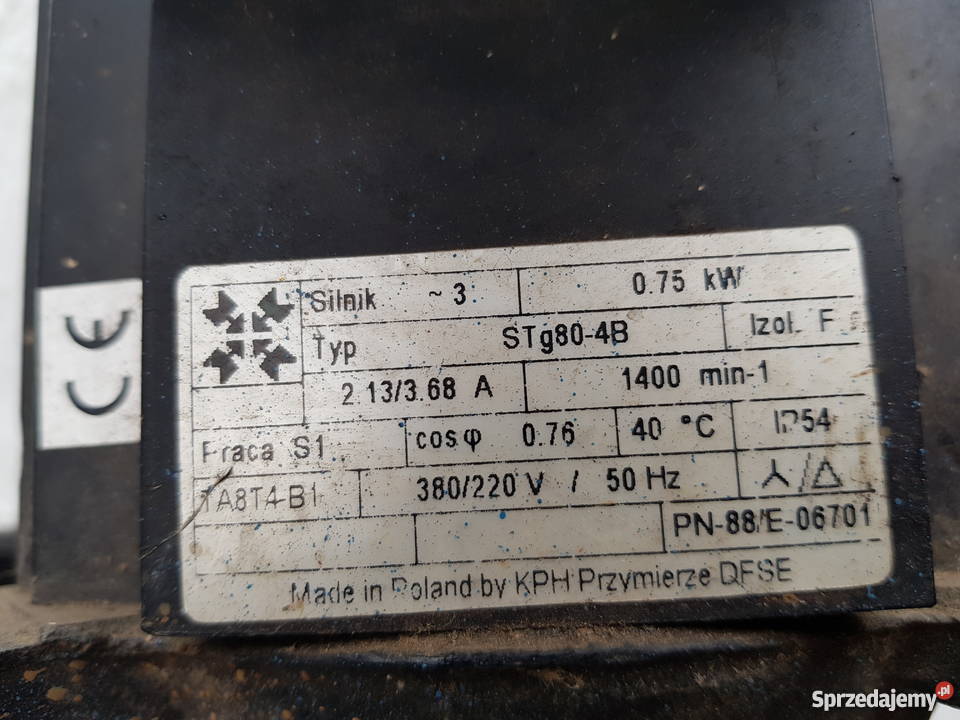 CE
Silnik ~ 3 0.75 kW
Typ STg80-4B Izol. F
2.13/3.68 A 1400 min-1
Praca S1 cosφ 0.76 40 °C IP54
TA8T4-B1 380/220 V / 50 Hz
PN-88/E-06701
Made in Poland by KPH Przymierze
Sprzedajemy.pl